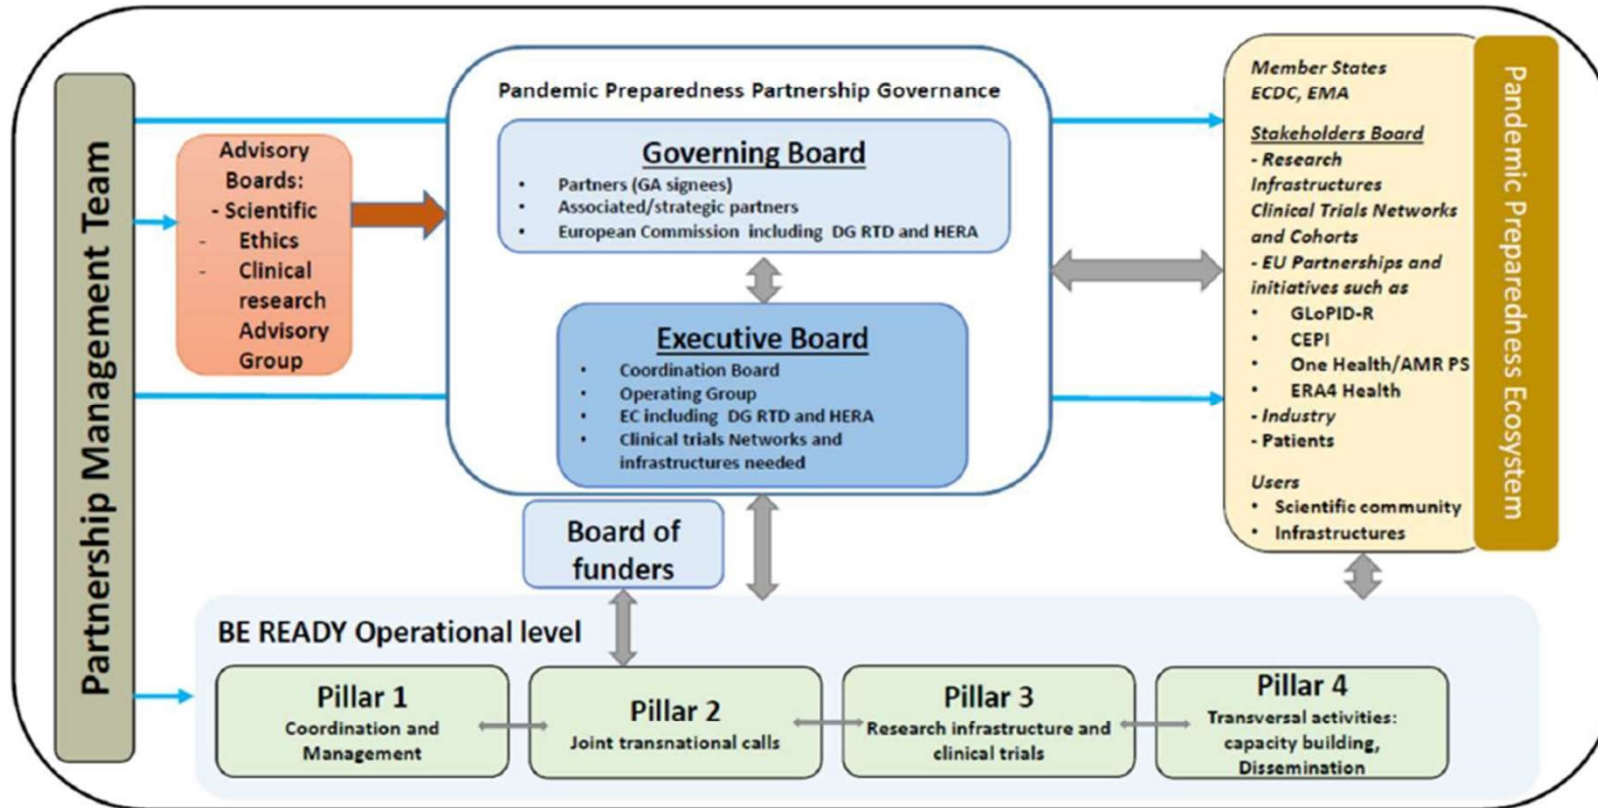 Partnership Management Team
Advisory
Boards:
- Scientific
- Ethics
- Clinical
research
Advisory
Group
Pandemic Preparedness Partnership Governance
Governing Board
• Partners (GA signees)
• Associated/strategic partners
• European Commission including DG RTD and HERA
Executive Board
• Coordination Board
• Operating Group
• EC including DG RTD and HERA
• Clinical trials Networks and
infrastructures needed
Board of
funders
Member States
ECDC, EMA
Stakeholders Board
- Research
Infrastructures
Clinical Trials Networks
and Cohorts
- EU Partnerships and
initiatives such as
• GLoPID-R
• CEPI
• One Health/AMR PS
• ERA4 Health
- Industry
- Patients
Users
• Scientific community
• Infrastructures
Pandemic Preparedness Ecosystem
BE READY Operational level
Pillar 1
Coordination and
Management
Pillar 2
Joint transnational calls
Pillar 3
Research infrastructure and
clinical trials
Pillar 4
Transversal activities:
capacity building,
Dissemination